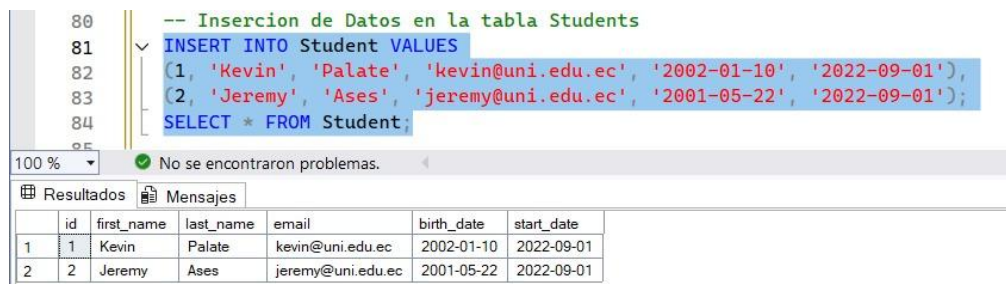 80 -- Insercion de Datos en la tabla Students
81 INSERT INTO Student VALUES
82 (1, 'Kevin', 'Palate', 'kevin@uni.edu.ec', '2002-01-10', '2022-09-01'),
83 (2, 'Jeremy', 'Ases', 'jeremy@uni.edu.ec', '2001-05-22', '2022-09-01');
84 SELECT * FROM Student;
85
100 % No se encontraron problemas.
Resultados Mensajes
id first_name last_name email birth_date start_date
1 1 Kevin Palate kevin@uni.edu.ec 2002-01-10 2022-09-01
2 2 Jeremy Ases jeremy@uni.edu.ec 2001-05-22 2022-09-01